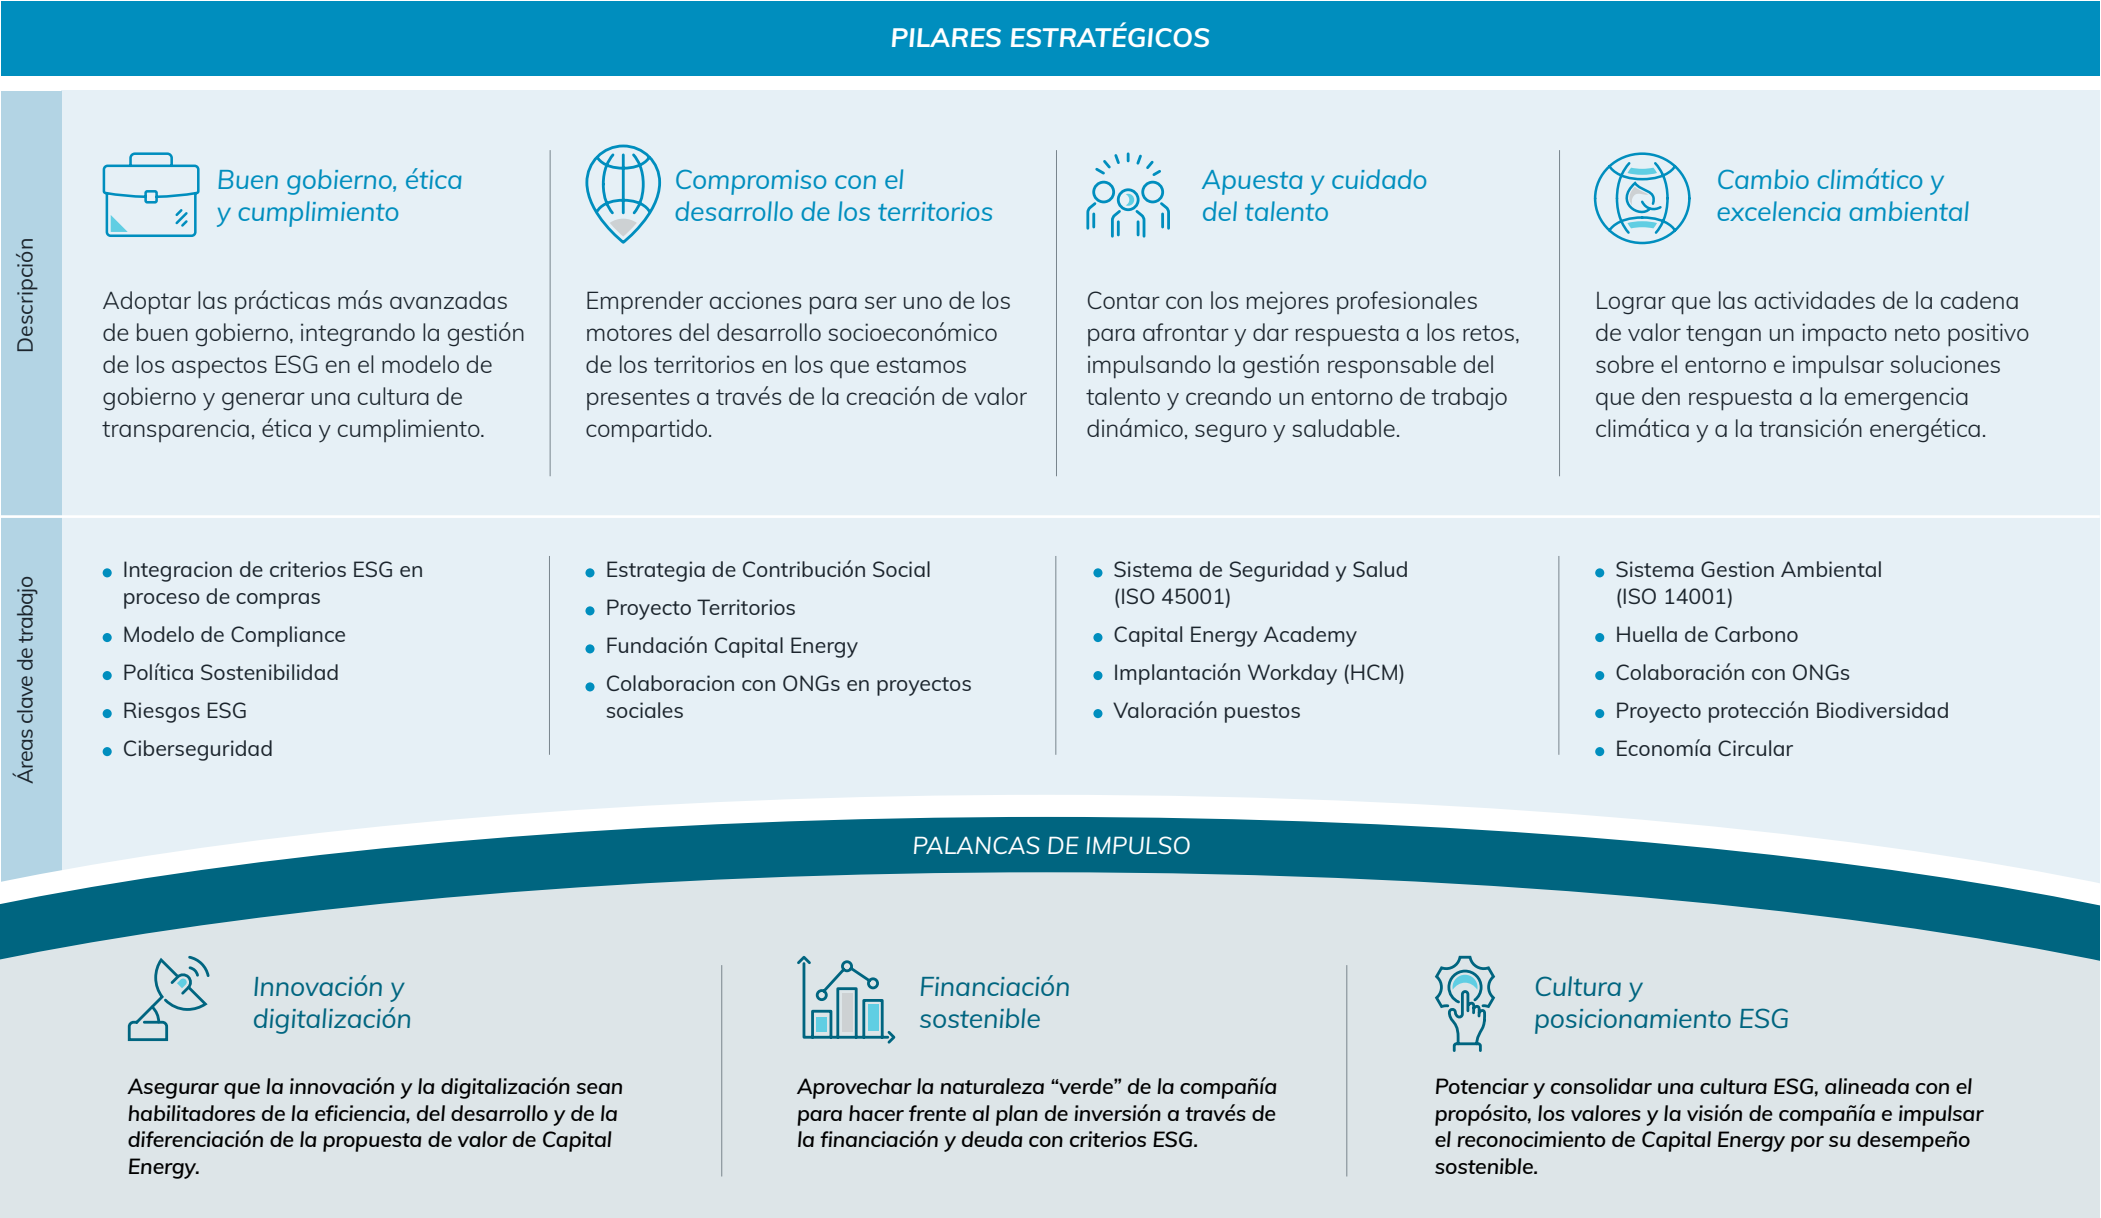 PILARES ESTRATÉGICOS
Descripción
Buen gobierno, ética
y cumplimiento
Adoptar las prácticas más avanzadas
de buen gobierno, integrando la gestión
de los aspectos ESG en el modelo de
gobierno y generar una cultura de
transparencia, ética y cumplimiento.
Compromiso con el
desarrollo de los territorios
Emprender acciones para ser uno de los
motores del desarrollo socioeconómico
de los territorios en los que estamos
presentes a través de la creación de valor
compartido.
Apuesta y cuidado
del talento
Contar con los mejores profesionales
para afrontar y dar respuesta a los retos,
impulsando la gestión responsable del
talento y creando un entorno de trabajo
dinámico, seguro y saludable.
Cambio climático y
excelencia ambiental
Lograr que las actividades de la cadena
de valor tengan un impacto neto positivo
sobre el entorno e impulsar soluciones
que den respuesta a la emergencia
climática y a la transición energética.
Áreas clave de trabajo
• Integracion de criterios ESG en
proceso de compras
• Modelo de Compliance
• Política Sostenibilidad
• Riesgos ESG
• Ciberseguridad
• Estrategia de Contribución Social
• Proyecto Territorios
• Fundación Capital Energy
• Colaboracion con ONGs en proyectos
sociales
• Sistema de Seguridad y Salud
(ISO 45001)
• Capital Energy Academy
• Implantación Workday (HCM)
• Valoración puestos
• Sistema Gestion Ambiental
(ISO 14001)
• Huella de Carbono
• Colaboración con ONGs
• Proyecto protección Biodiversidad
• Economía Circular
PALANCAS DE IMPULSO
Innovación y
digitalización
Asegurar que la innovación y la digitalización sean
habilitadores de la eficiencia, del desarrollo y de la
diferenciación de la propuesta de valor de Capital
Energy.
Financiación
sostenible
Aprovechar la naturaleza “verde” de la compañía
para hacer frente al plan de inversión a través de
la financiación y deuda con criterios ESG.
Cultura y
posicionamiento ESG
Potenciar y consolidar una cultura ESG, alineada con el
propósito, los valores y la visión de compañía e impulsar
el reconocimiento de Capital Energy por su desempeño
sostenible.